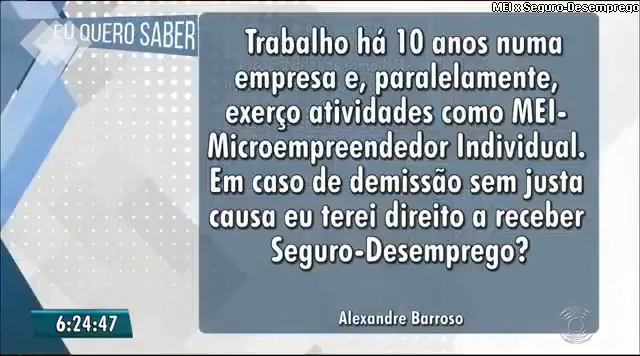 MEI x Seguro-Desemprego
EU QUERO SABER
Trabalho há 10 anos numa
empresa e, paralelamente,
exerço atividades como MEI-
Microempreendedor Individual.
Em caso de demissão sem justa
causa eu terei direito a receber
Seguro-Desemprego?
Alexandre Barroso
6:24:47